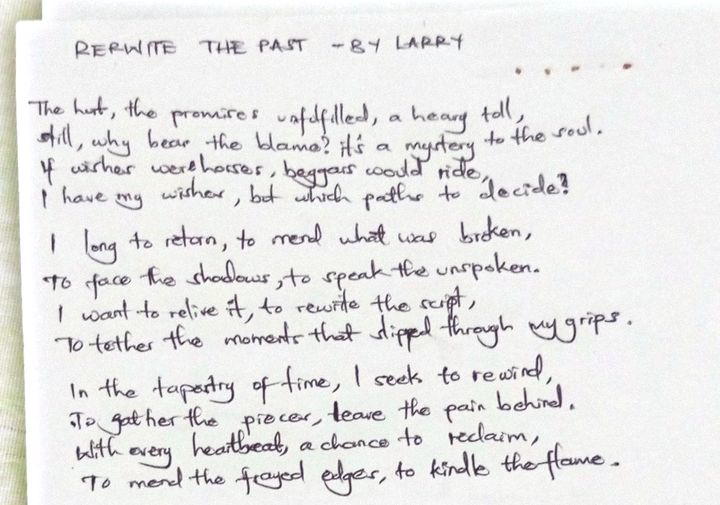 RERWITE THE PAST - BY LARRY
The hurt, the promises unfulfilled, a heavy toll,
still, why bear the blame? it's a mystery to the soul.
If wishes were horses, beggars would ride,
I have my wishes, but which paths to decide?
I long to return, to mend what was broken,
To face the shadows, to speak the unspoken.
I want to relive it, to rewrite the script,
To tether the moments that slipped through my grips.
In the tapestry of time, I seek to rewind,
To gather the pieces, leave the pain behind.
With every heartbeat, a chance to reclaim,
To mend the frayed edges, to kindle the flame.